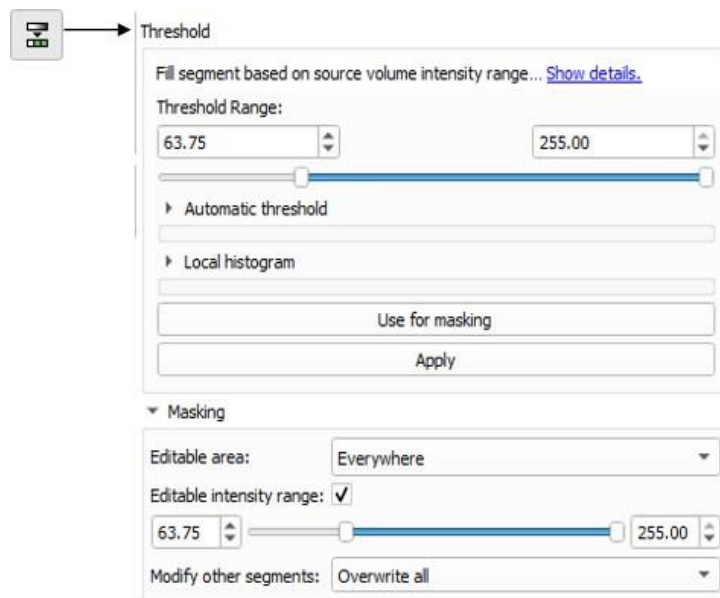 Threshold
Fill segment based on source volume intensity range... Show details.
Threshold Range:
63.75 255.00
Automatic threshold
Local histogram
Use for masking
Apply
Masking
Editable area: Everywhere
Editable intensity range:
63.75 255.00
Modify other segments: Overwrite all